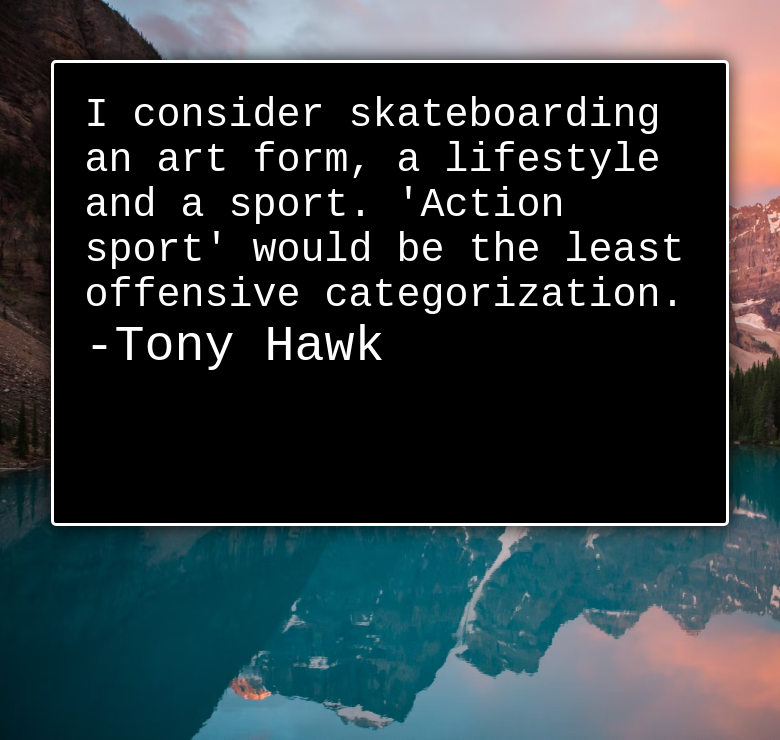 I consider skateboarding
an art form, a lifestyle
and a sport. 'Action
sport' would be the least
offensive categorization.
-Tony Hawk